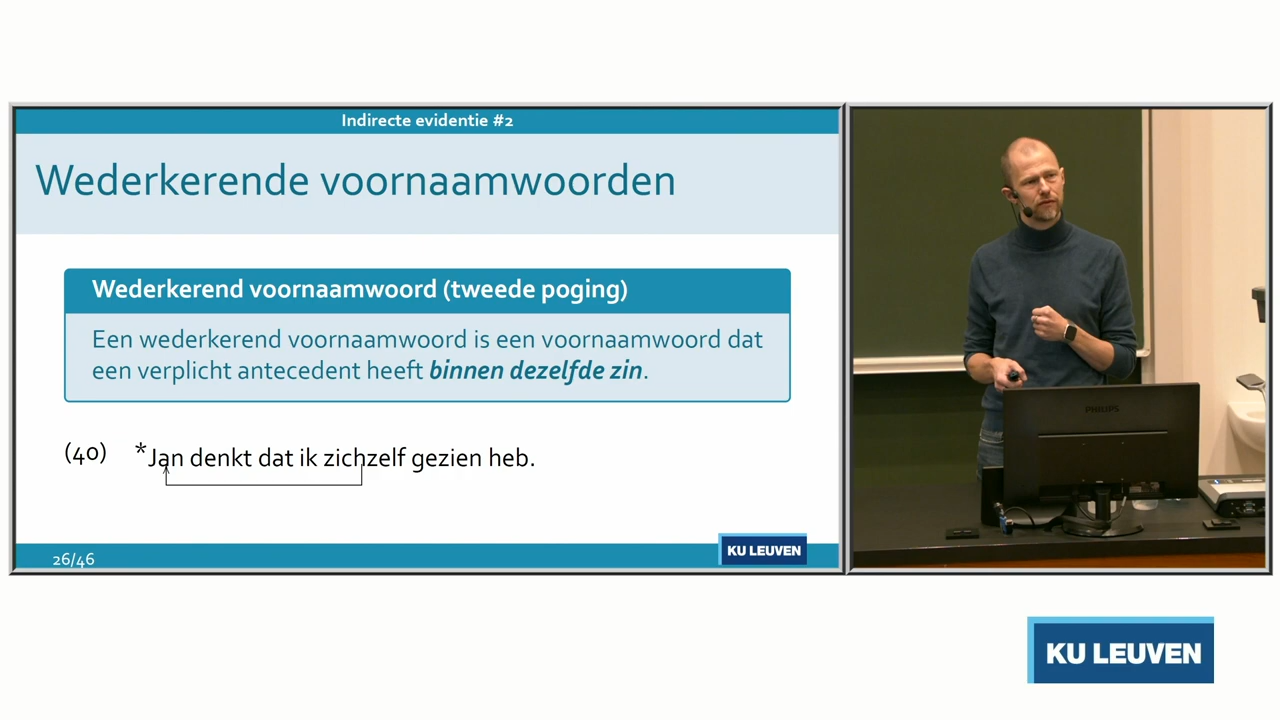 Indirecte evidentie #2
Wederkerende voornaamwoorden
Wederkerend voornaamwoord (tweede poging)
Een wederkerend voornaamwoord is een voornaamwoord dat
een verplicht antecedent heeft binnen dezelfde zin.
(40) *Jan denkt dat ik zichzelf gezien heb.
26/46
KU LEUVEN
PHILIPS
KU LEUVEN